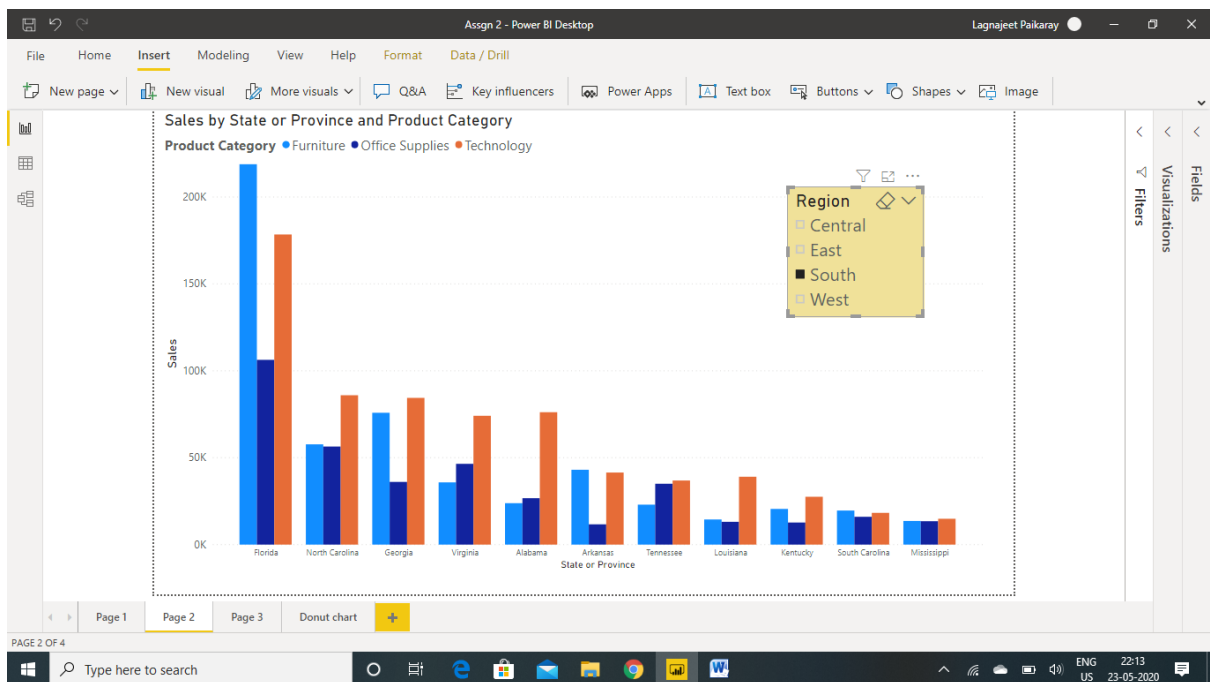 Assgn 2 - Power BI Desktop
Lagnajeet Paikaray
File Home Insert Modeling View Help Format Data / Drill
New page New visual More visuals Q&A Key influencers Power Apps A Text box Buttons Shapes Image
Sales by State or Province and Product Category
Product Category Furniture Office Supplies Technology
200K
150K
100K
50K
0K
Sales
Florida North Carolina Georgia Virginia Alabama Arkansas Tennessee Louisiana Kentucky South Carolina Mississippi
State or Province
Region
Central
East
South
West
Filters
Visualizations
Fields
Page 1 Page 2 Page 3 Donut chart +
PAGE 2 OF 4
Type here to search
W
ENG
US
22:13
23-05-2020